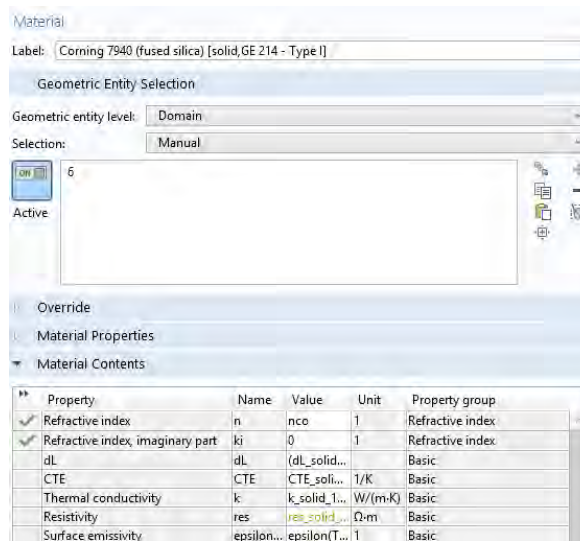 Material
Label: Corning 7940 (fused silica) [solid,GE 214 - Type I]
Geometric Entity Selection
Geometric entity level: Domain
Selection: Manual
ON
6
Active
Override
Material Properties
Material Contents
Property Name Value Unit Property group
Refractive index n nco 1 Refractive index
Refractive index, imaginary part ki 0 1 Refractive index
dL dL (dL_solid... Basic
CTE CTE CTE_soli... 1/K Basic
Thermal conductivity k k_solid_1... W/(m·K) Basic
Resistivity res res_solid_... Ω·m Basic
Surface emissivity epsilon... epsilon(T... 1 Basic